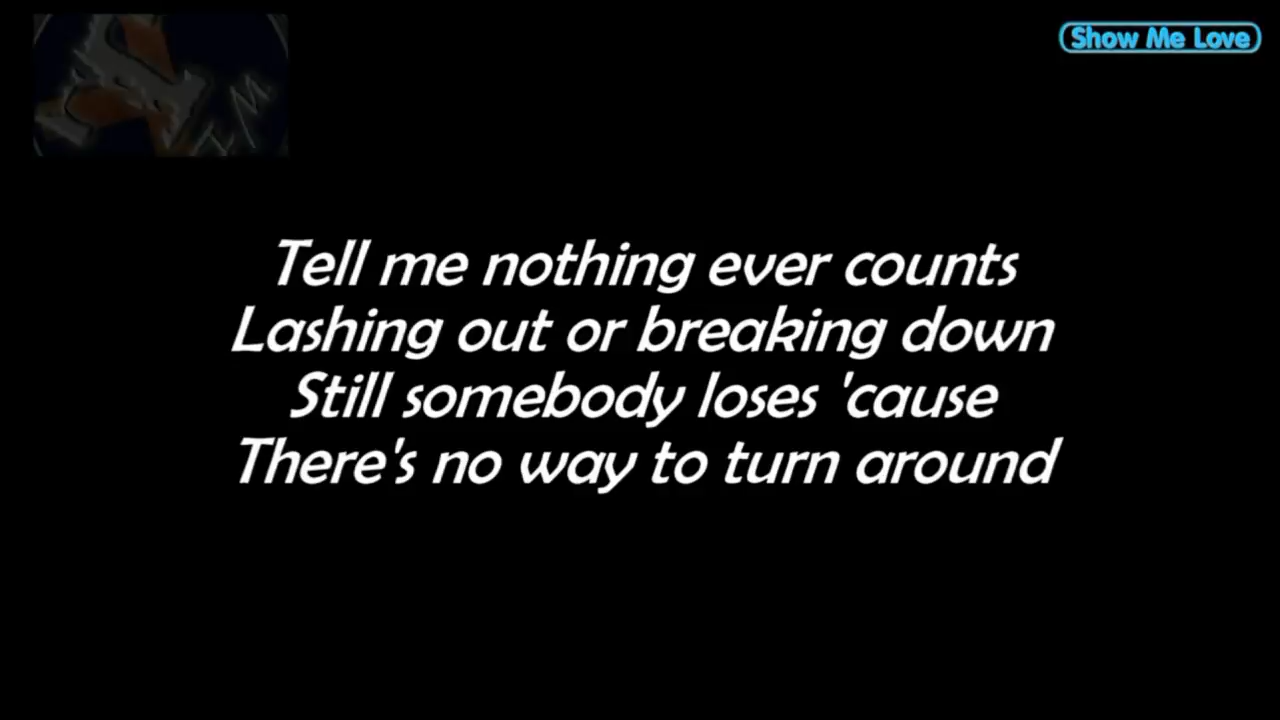 Show Me Love
Tell me nothing ever counts
Lashing out or breaking down
Still somebody loses 'cause
There's no way to turn around